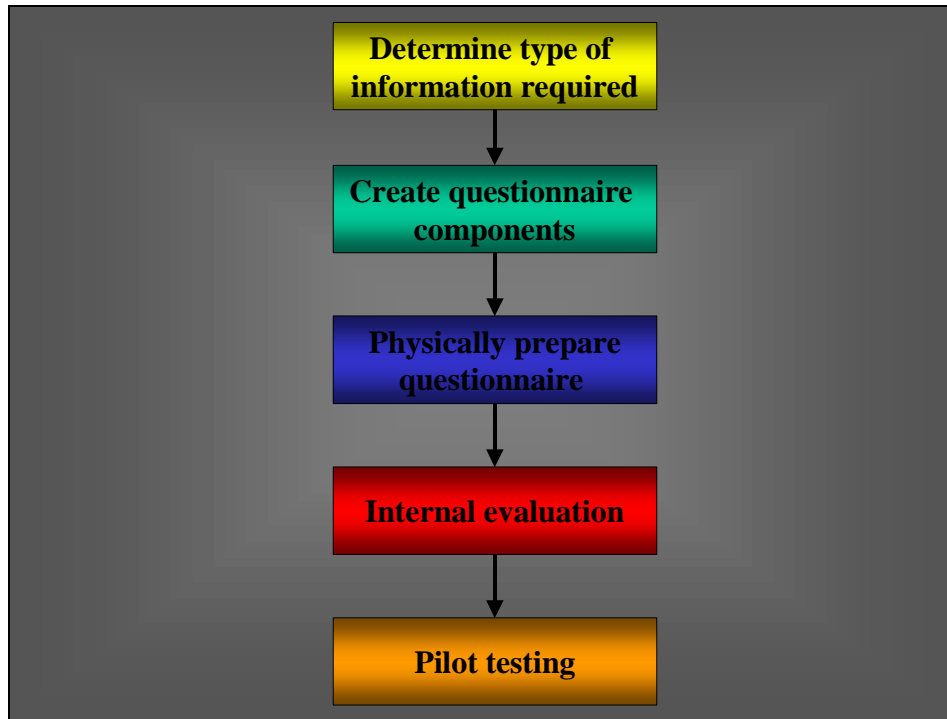 Determine type of
information required
Create questionnaire
components
Physically prepare
questionnaire
Internal evaluation
Pilot testing